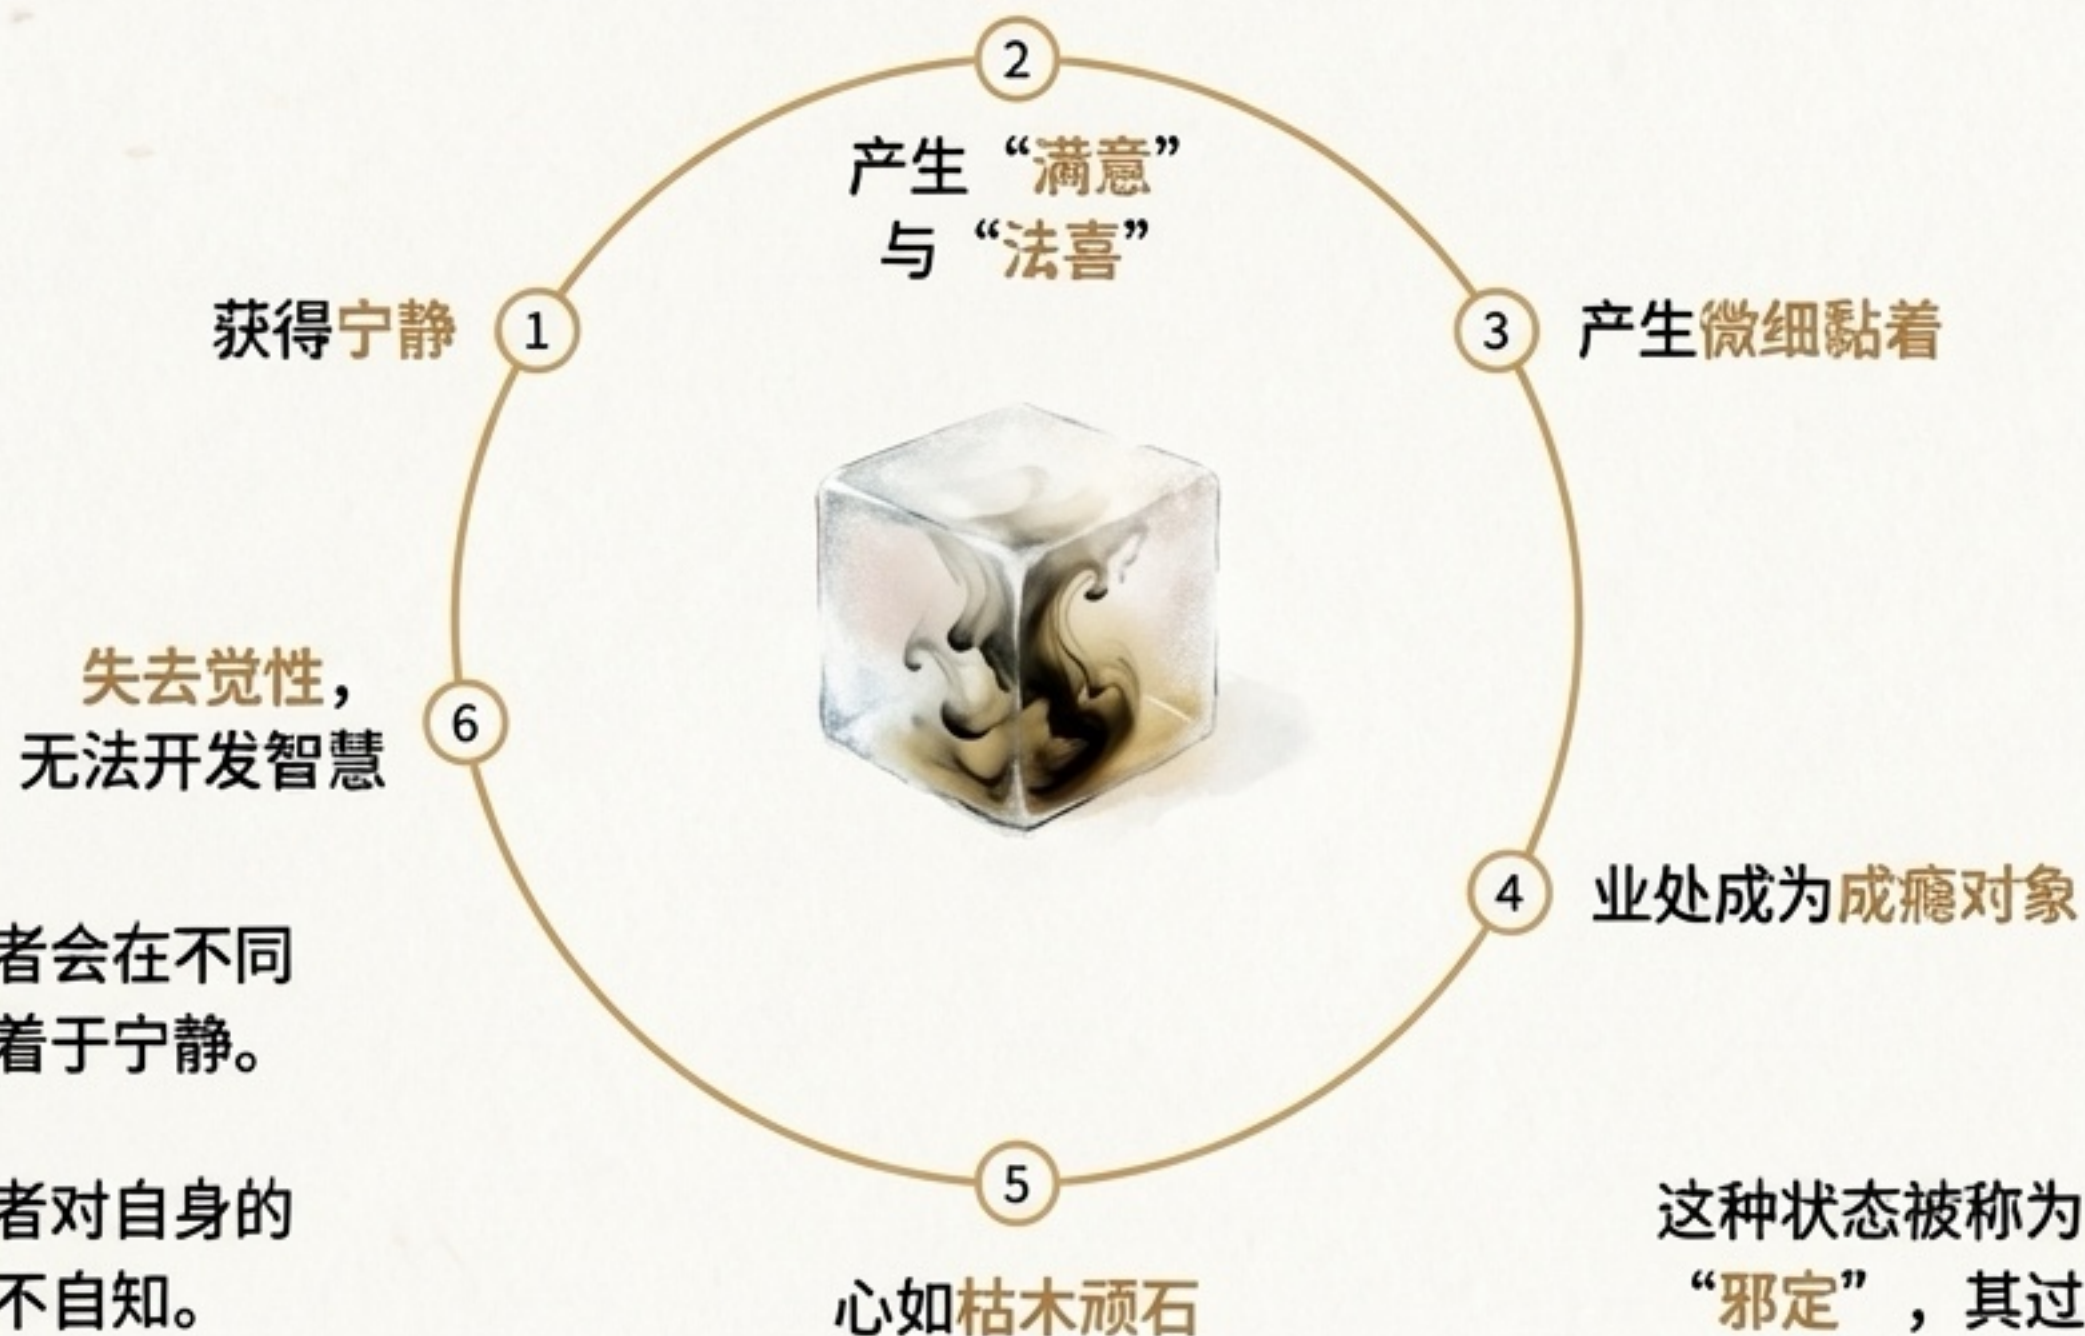 2
产生“满意”
与“法喜”
获得宁静
1
3
产生微细黏着
失去觉性，
无法开发智慧
6
4
业处成为成瘾对象
者会在不同
着于宁静。
5
者对自身的
不自知。
心如枯木顽石
这种状态被称为
“邪定”，其过